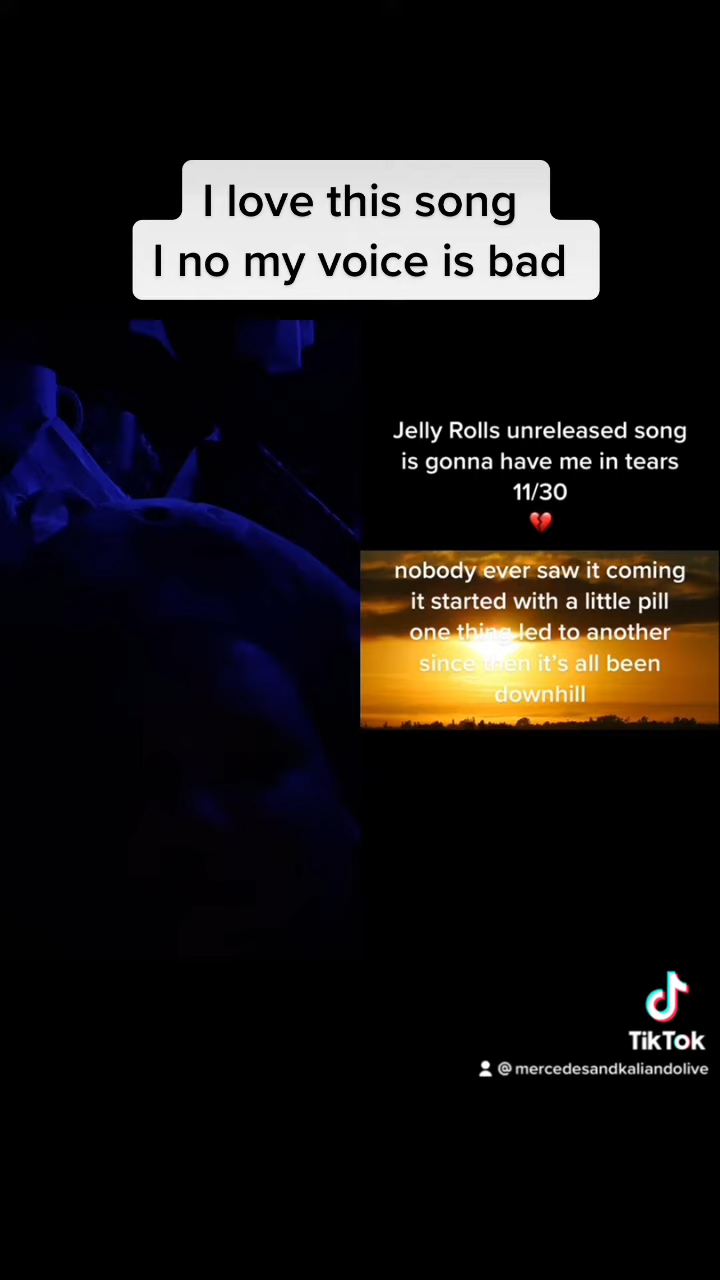 I love this song
I no my voice is bad
Jelly Rolls unreleased song
is gonna have me in tears
11/30
💔
nobody ever saw it coming
it started with a little pill
one thing led to another
since then it's all been
downhill
TikTok
@mercedesandkaliandolive